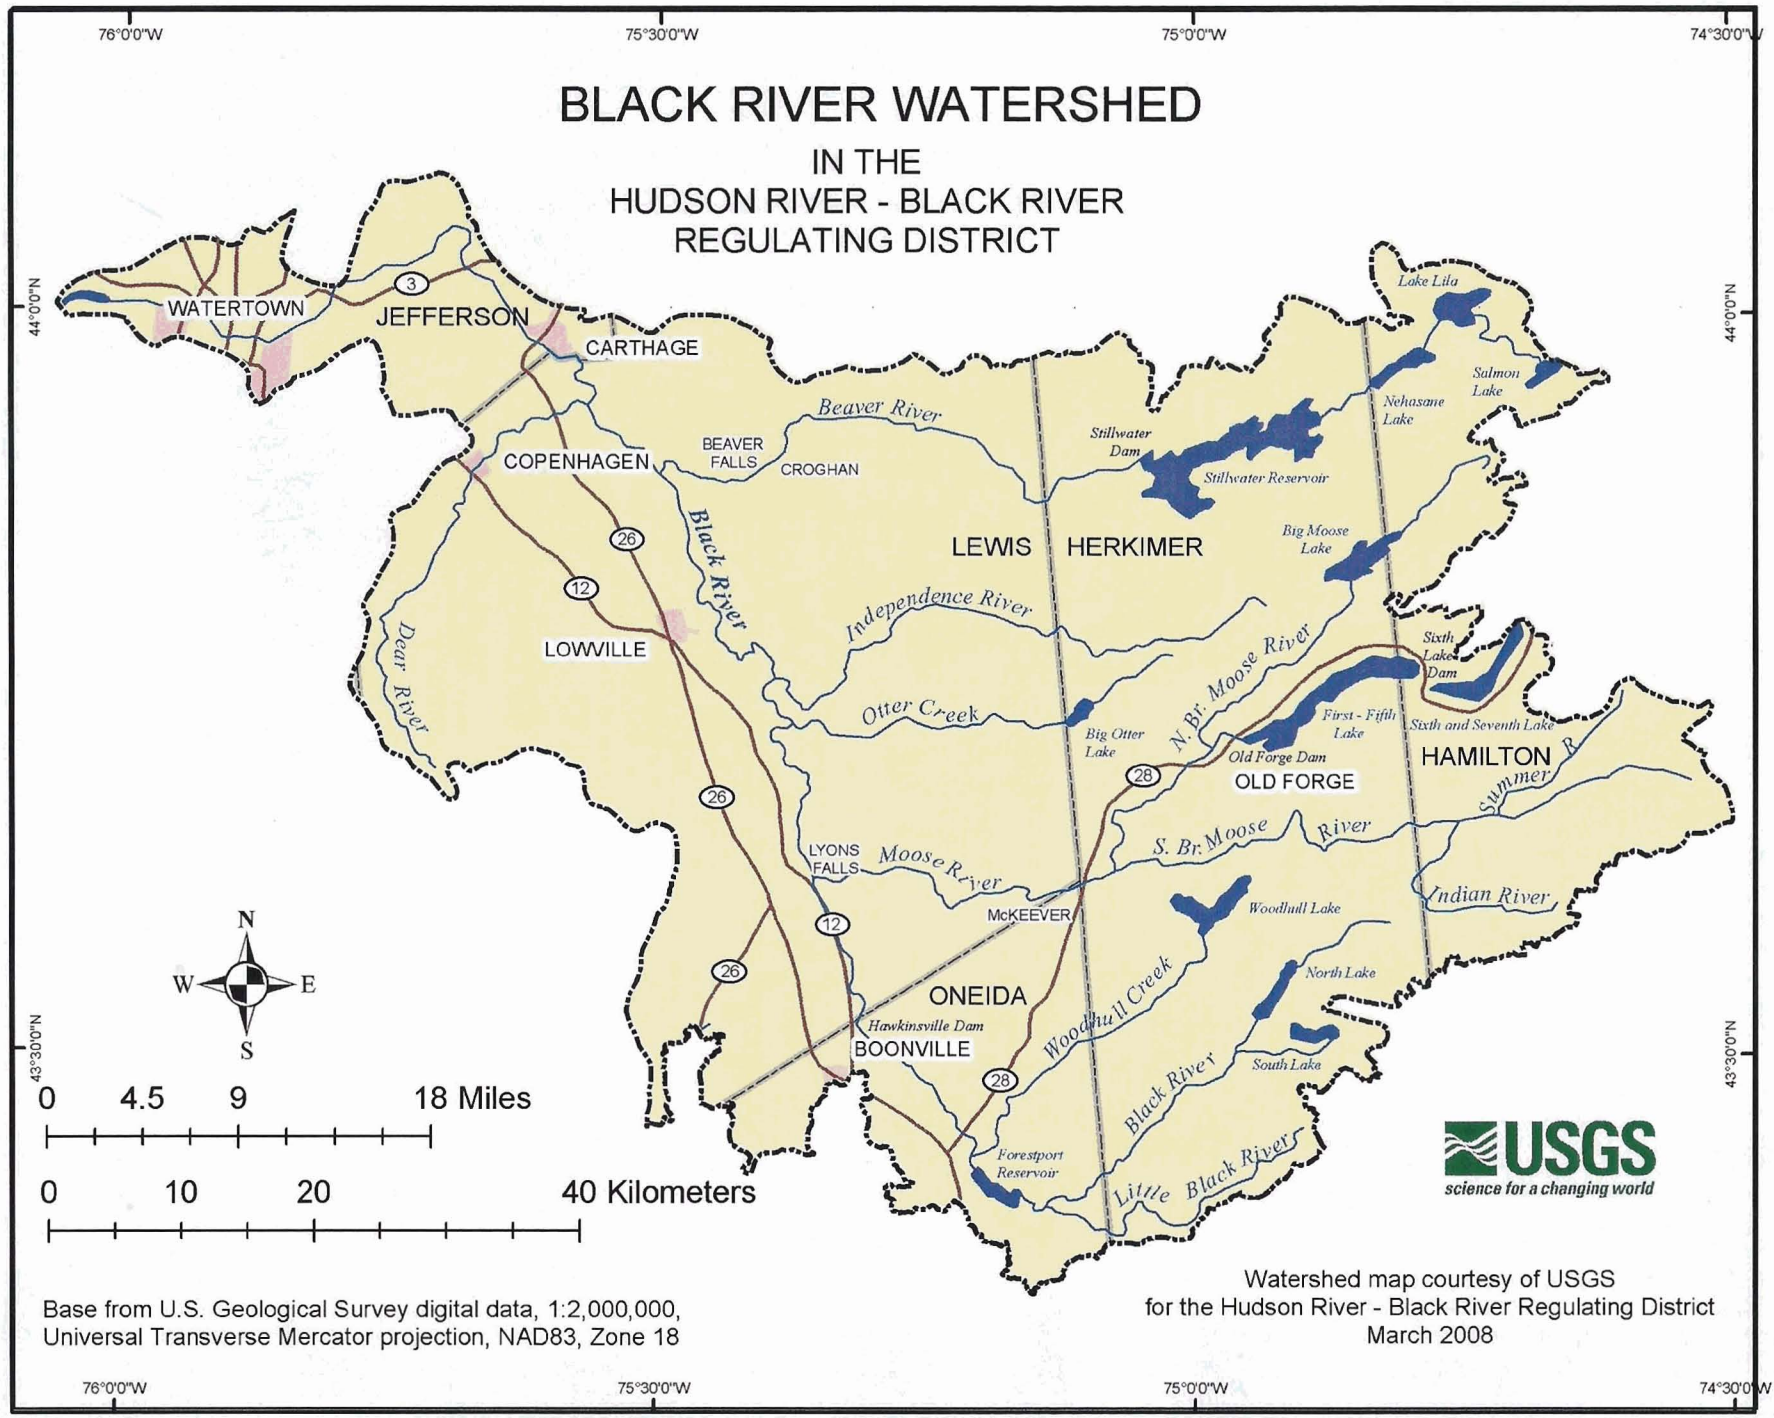 76°0'0"W
75°30'0"W
75°0'0"W
74°30'0"W
BLACK RIVER WATERSHED
IN THE
HUDSON RIVER - BLACK RIVER
REGULATING DISTRICT
44°0'0"N
44°0'0"N
Lake Lila
WATERTOWN
3
JEFFERSON
CARTHAGE
Salmon
Lake
Nehasane
Lake
Beaver River
Stillwater
Dam
BEAVER
FALLS
CROGHAN
COPENHAGEN
Stillwater Reservoir
Black River
26
LEWIS
HERKIMER
Big Moose
Lake
12
Independence River
LOWVILLE
Dear River
N. Br. Moose River
Sixth
Lake
Dam
Otter Creek
Big Otter
Lake
First - Fifth
Lake
Sixth and Seventh Lake
Old Forge Dam
HAMILTON
28
OLD FORGE
Summer R
26
LYONS
FALLS
Moose River
S. Br. Moose River
McKEEVER
Indian River
Woodhull Lake
12
26
North Lake
ONEIDA
Woodhull Creek
Hawkinsville Dam
BOONVILLE
South Lake
28
Black River
Forestport
Reservoir
Little Black River
N
W
E
S
43°30'0"N
43°30'0"N
0 4.5 9 18 Miles
0 10 20 40 Kilometers
USGS
science for a changing world
Base from U.S. Geological Survey digital data, 1:2,000,000,
Universal Transverse Mercator projection, NAD83, Zone 18
Watershed map courtesy of USGS
for the Hudson River - Black River Regulating District
March 2008
76°0'0"W
75°30'0"W
75°0'0"W
74°30'0"W